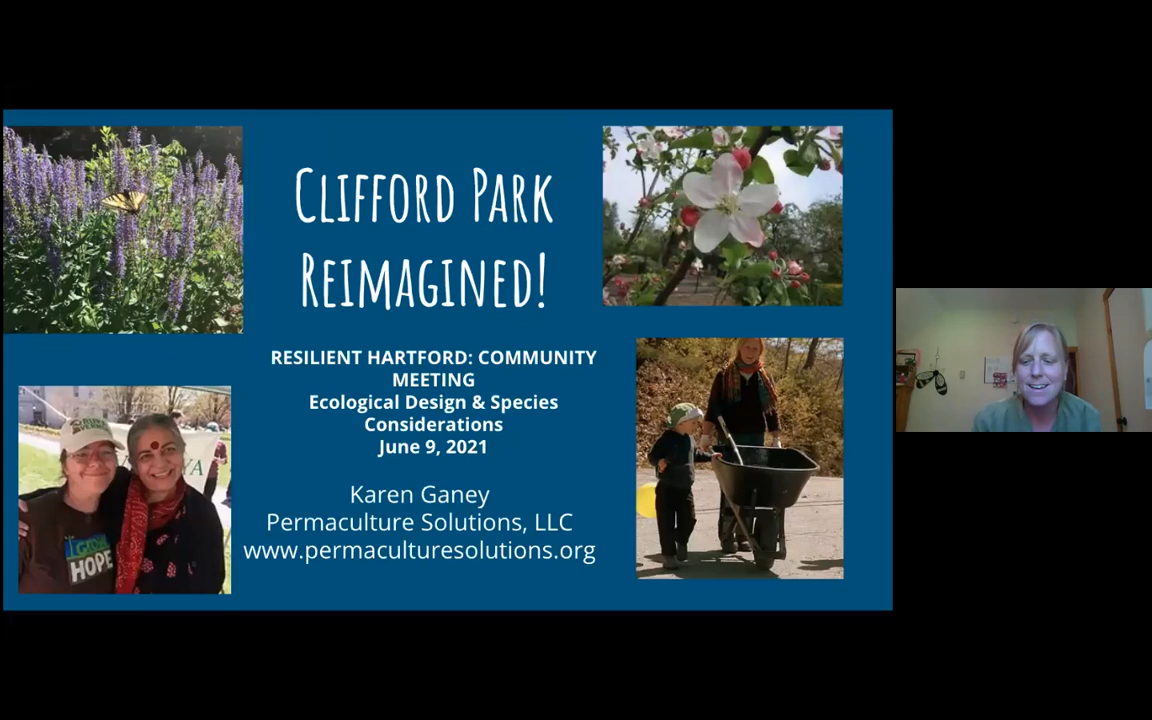 CLIFFORD PARK
REIMAGINED!
RESILIENT HARTFORD: COMMUNITY
MEETING
Ecological Design & Species
Considerations
June 9, 2021
Karen Ganey
Permaculture Solutions, LLC
www.permaculturesolutions.org
HOPE